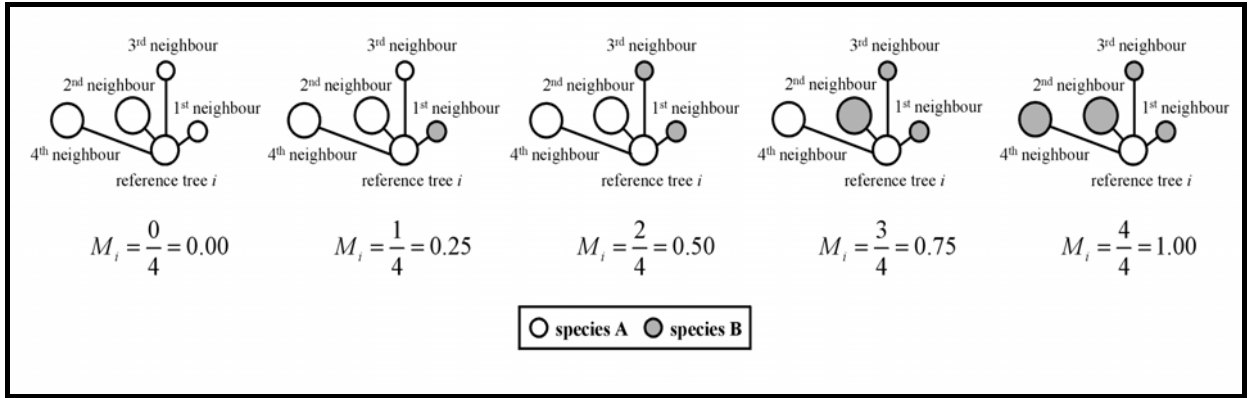 3rd neighbour
2nd neighbour
1st neighbour
4th neighbour
reference tree i
M_i = 0/4 = 0.00
3rd neighbour
2nd neighbour
1st neighbour
4th neighbour
reference tree i
M_i = 1/4 = 0.25
3rd neighbour
2nd neighbour
1st neighbour
4th neighbour
reference tree i
M_i = 2/4 = 0.50
3rd neighbour
2nd neighbour
1st neighbour
4th neighbour
reference tree i
M_i = 3/4 = 0.75
3rd neighbour
2nd neighbour
1st neighbour
4th neighbour
reference tree i
M_i = 4/4 = 1.00
species A species B